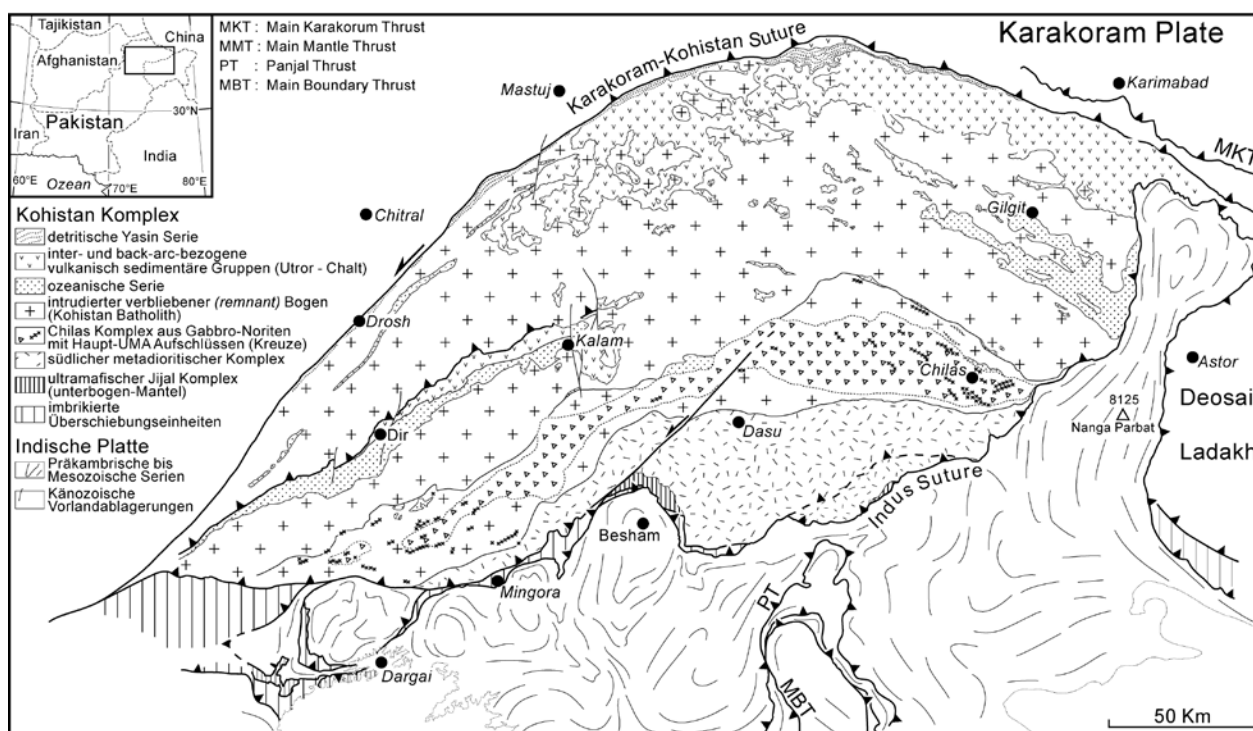 Tajikistan
China
Afghanistan
30°N
Pakistan
Iran
India
60°E
Ozean
70°E
80°E
MKT : Main Karakorum Thrust
MMT : Main Mantle Thrust
PT : Panjal Thrust
MBT : Main Boundary Thrust
Karakoram Plate
Karakoram-Kohistan Suture
Mastuj
Karimabad
MKT
Chitral
Gilgit
Kohistan Komplex
detritische Yasin Serie
inter- und back-arc-bezogene
vulkanisch sedimentäre Gruppen (Utror - Chalt)
ozeanische Serie
intrudierter verbliebener (remnant) Bogen
(Kohistan Batholith)
Chilas Komplex aus Gabbro-Noriten
mit Haupt-UMA Aufschlüssen (Kreuze)
südlicher metadioritischer Komplex
ultramafischer Jijal Komplex
(unterbogen-Mantel)
imbrikierte
Überschiebungseinheiten
Indische Platte
Präkambrische bis
Mesozoische Serien
Känozoische
Vorlandablagerungen
Drosh
Kalam
Chilas
Astor
Deosai
8125
Nanga Parbat
Ladakh
Dir
Dasu
Indus Suture
Besham
Mingora
PT
Dargai
MBT
50 Km